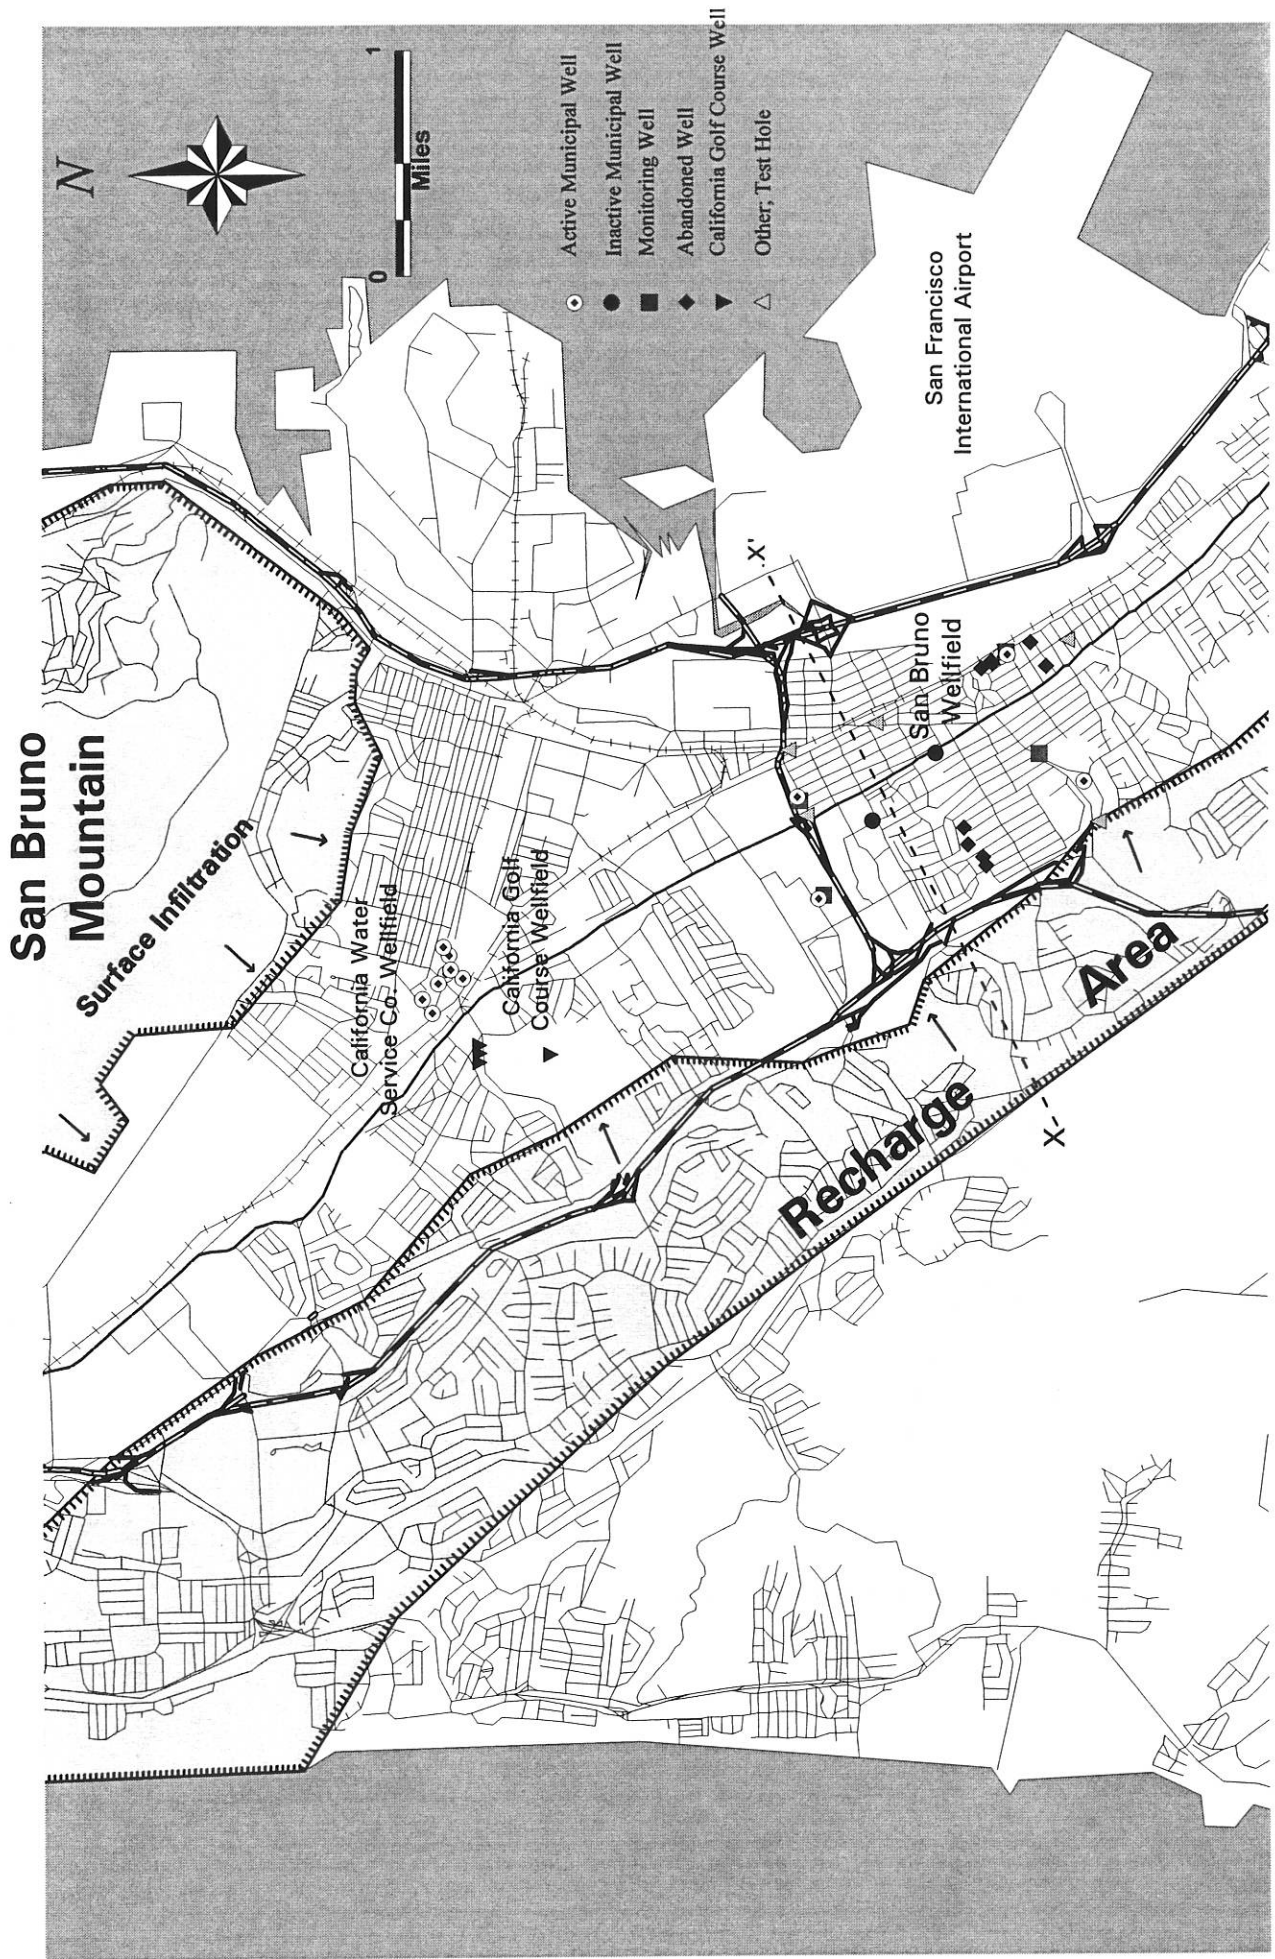 San Bruno
Mountain
Surface Infiltration
N
0
1
Miles
Active Municipal Well
Inactive Municipal Well
Monitoring Well
Abandoned Well
California Golf Course Well
Other; Test Hole
California Water
Service Co. Wellfield
California Golf
Course Wellfield
San Francisco
International Airport
X'
San Bruno
Wellfield
X
Recharge
Area